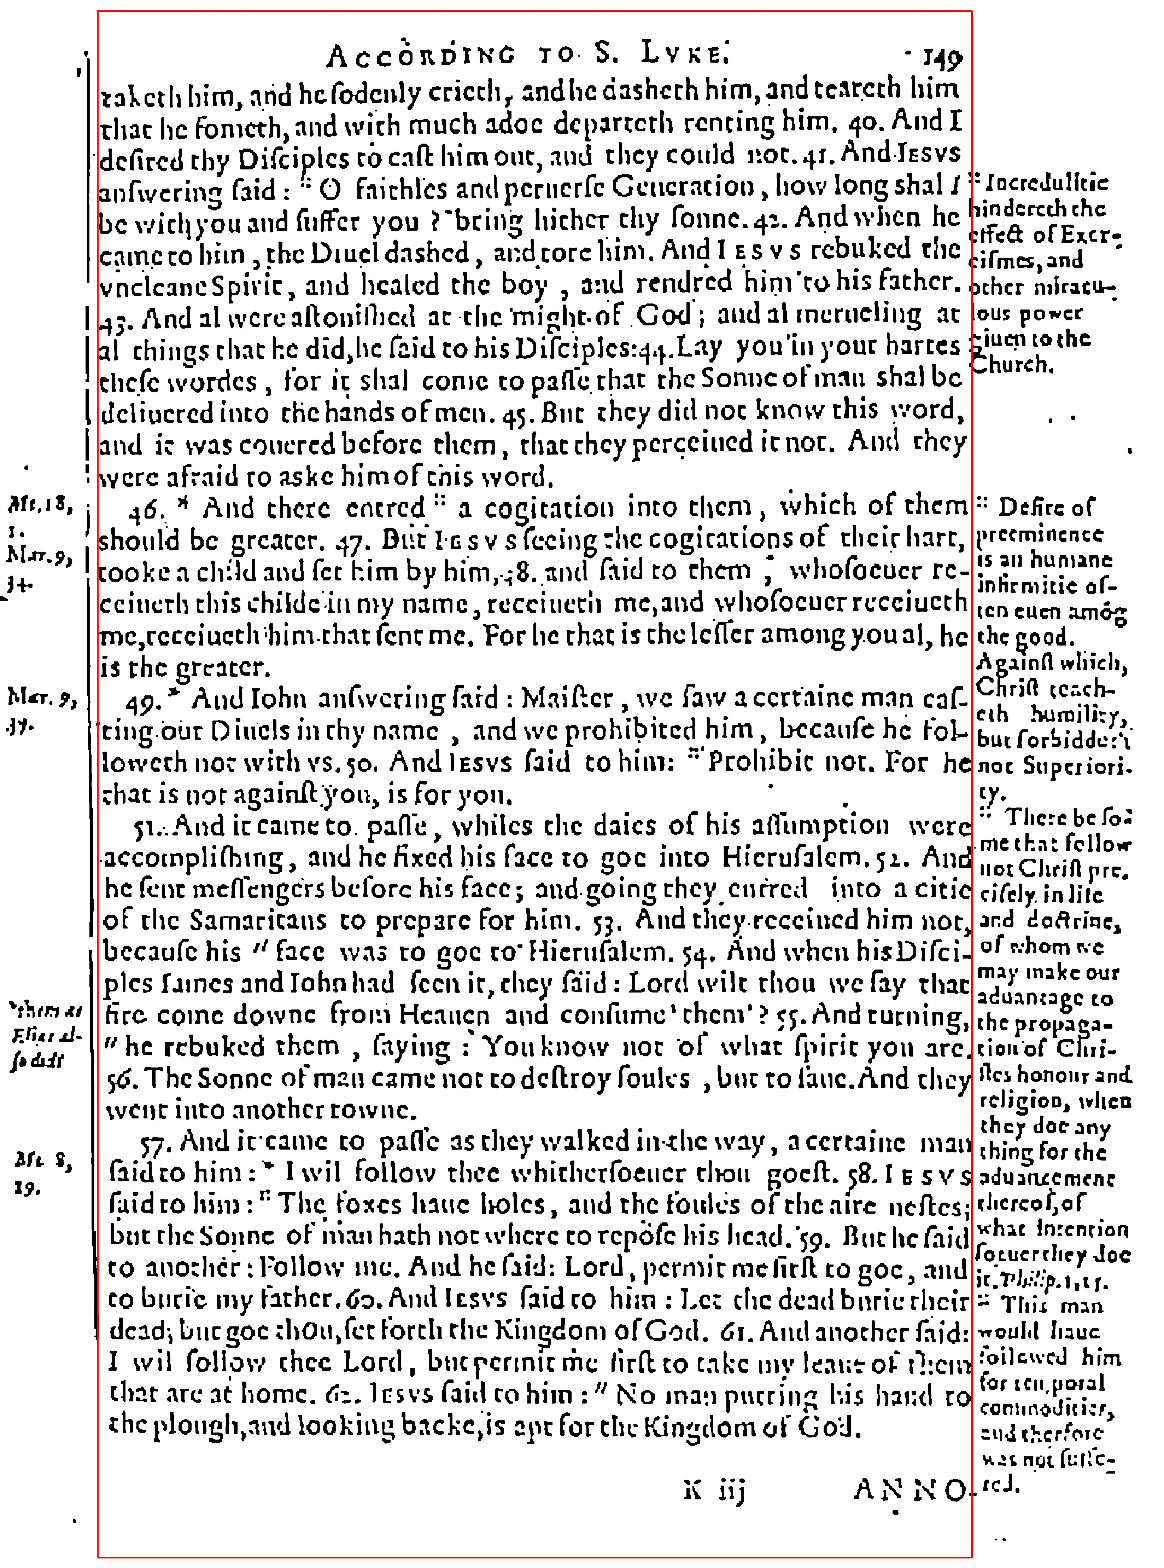 ACCORDING TO S. LVKE. 149
taketh him, and he ſodenly crieth, and he dasheth him, and teareth him
that he fometh, and with much adoe departeth renting him. 40. And I
deſired thy Diſciples to caſt him out, and they could not. 41. And IESVS
anſwering ſaid: " O faithles and peruerſe Generation, how long shal I
be with you and ſuffer you? bring hither thy ſonne. 42. And when he
came to him, the Diuel dashed, and tore him. And IESVS rebuked the
vncleane Spirit, and healed the boy, and rendred him to his father.
43. And al were aſtonished at the might of God; and al merueling at
al things that he did, he ſaid to his Diſciples: 44. Lay you in your hartes
theſe wordes, for it shal come to paſſe that the Sonne of man shal be
deliuered into the hands of men. 45. But they did not know this word,
and it was couered before them, that they perceiued it not. And they
were afraid to aske him of this word.
46. * And there entred :: a cogitation into them, which of them
should be greater. 47. But IESVS ſeeing the cogitations of their hart,
tooke a child and ſet him by him, 48. and ſaid to them; whoſoeuer re-
ceiueth this childe in my name, receiueth me, and whoſoeuer receiueth
me, receiueth him that ſent me. For he that is the leſſer among you al, he
is the greater.
49. * And Iohn anſwering ſaid: Maiſter, we ſaw a certaine man caſ-
ting out Diuels in thy name, and we prohibited him, becauſe he fol-
loweth not with vs. 50. And IESVS ſaid to him: :: Prohibit not. For he
that is not againſt you, is for you.
51. And it came to paſſe, whiles the daies of his aſſumption were
accomplishing, and he fixed his face to goe into Hieruſalem. 52. And
he ſent meſſengers before his face; and going they entred into a citie
of the Samaritans to prepare for him. 53. And they receiued him not,
becauſe his " face was to goe to Hieruſalem. 54. And when his Diſci-
ples Iames and Iohn had ſeen it, they ſaid: Lord wilt thou we ſay that
fire come downe from Heauen and conſume ' them '? 55. And turning,
" he rebuked them, ſaying: You know not of what ſpirit you are.
56. The Sonne of man came not to deſtroy ſoules, but to ſaue. And they
went into another towne.
57. And it came to paſſe as they walked in the way, a certaine man
ſaid to him: * I wil follow thee whitherſoeuer thou goeſt. 58. IESVS
ſaid to him: :: The foxes haue holes, and the foules of the aire neſtes;
but the Sonne of man hath not where to repoſe his head. 59. But he ſaid
to another: Follow me. And he ſaid: Lord, permit me firſt to goe, and
to burie my father. 60. And IESVS ſaid to him: Let the dead burie their
dead; but goe thou, ſet forth the Kingdom of God. 61. And another ſaid:
I wil follow thee Lord, but permit me firſt to take my leaue of them
that are at home. 62. IESVS ſaid to him: " No man putting his hand to
the plough, and looking backe, is apt for the Kingdom of God.
K iij ANNO-
Mt. 18,
1.
Mar. 9,
34
Mar. 9,
39.
* them as
Elias al-
ſo did?
Mt. 8,
19.
:: Incredulitie
hindereth the
effect of Exor-
ciſmes, and
other miracu-
lous power
giuen to the
Church.
:: Deſire of
preeminence
is an humane
infirmitie of-
ten euen amõg
the good.
Againſt which,
Chriſt teach-
eth humility,
but forbiddeth
not Superiori-
ty.
:: There be ſo-
me that follow
not Chriſt pre-
ciſely in life
and doctrine,
of whom we
may make our
aduantage to
the propaga-
tion of Chri-
ſtes honour and
religion, when
they doe any
thing for the
aduancement
thereof, of
what intention
ſoeuer they doe
it. Philip. 1, 15.
:: This man
would haue
followed him
for temporal
commodities,
and therfore
was not ſuffe-
red.